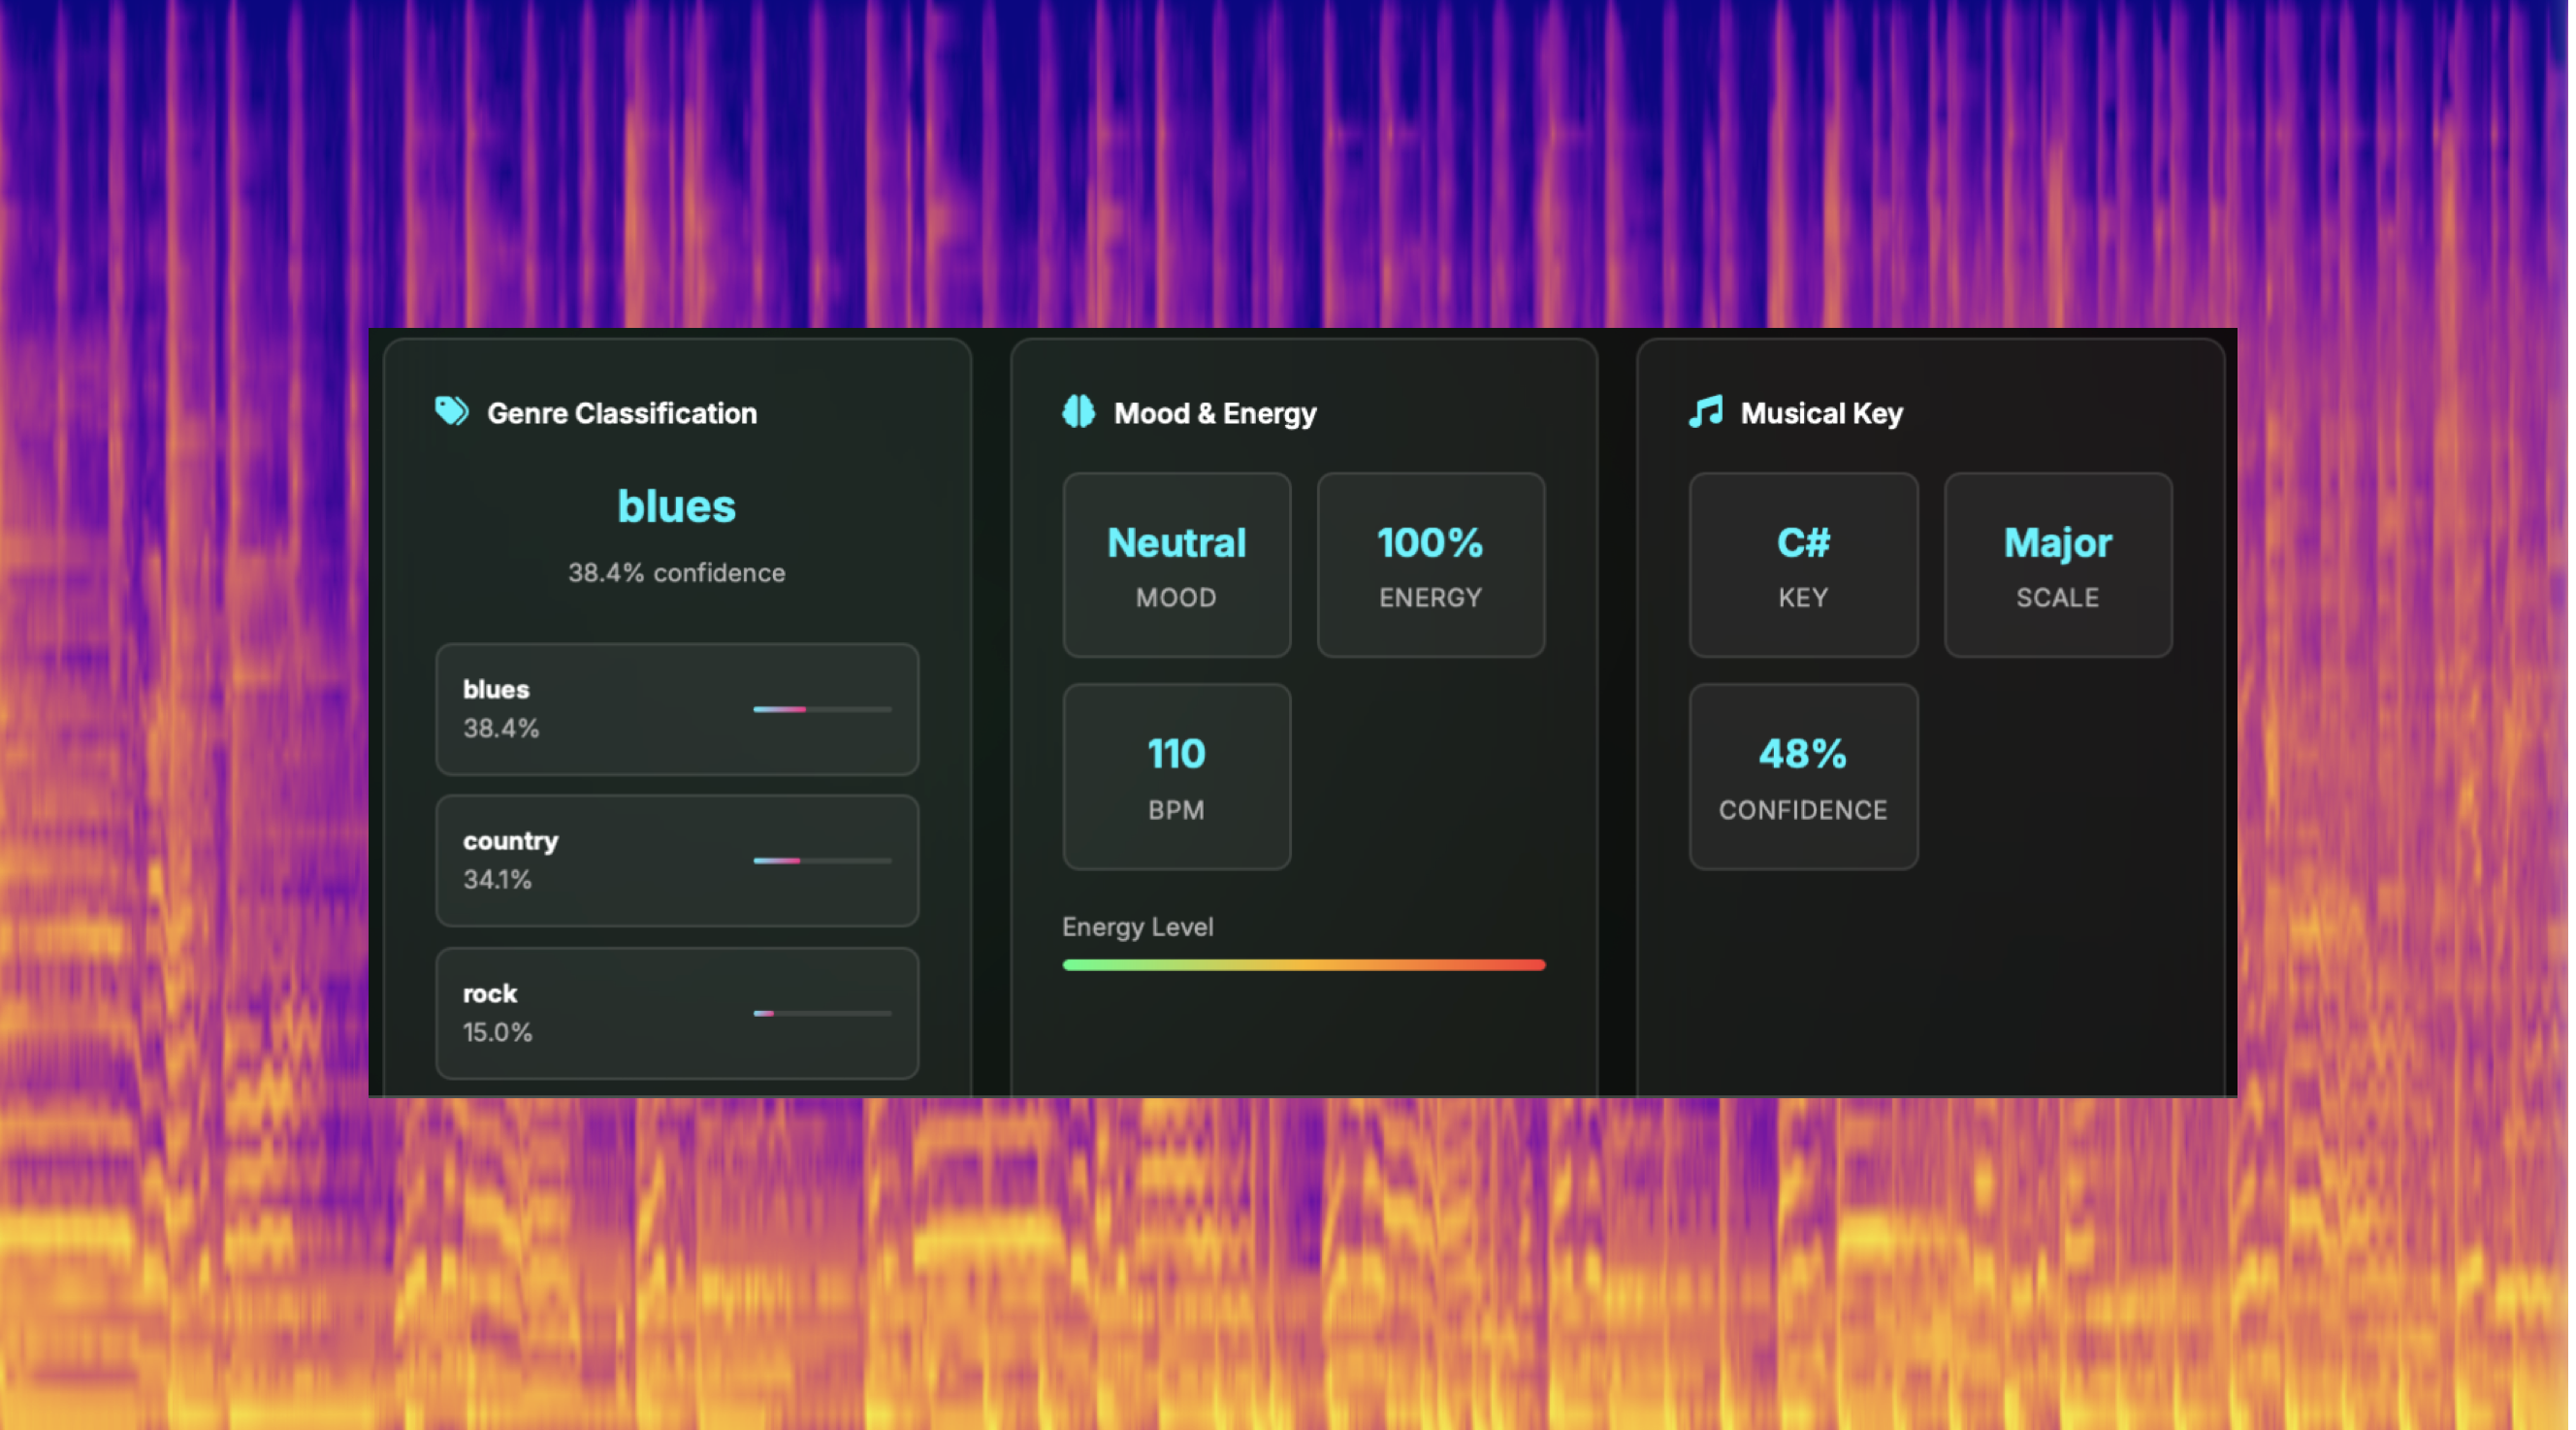 Genre Classification
blues
38.4% confidence
blues
38.4%
country
34.1%
rock
15.0%
Mood & Energy
Neutral
MOOD
100%
ENERGY
110
BPM
Energy Level
Musical Key
C#
KEY
Major
SCALE
48%
CONFIDENCE